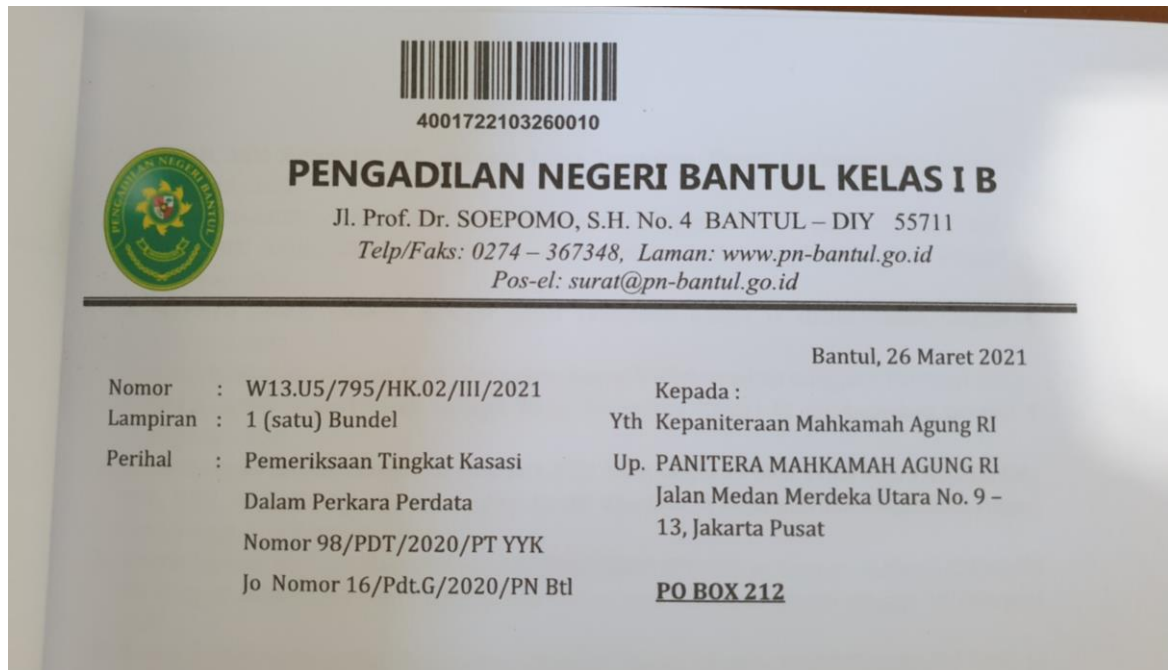 4001722103260010
PENGADILAN NEGERI BANTUL
PENGADILAN NEGERI BANTUL KELAS I B
Jl. Prof. Dr. SOEPOMO, S.H. No. 4 BANTUL – DIY 55711
Telp/Faks: 0274 – 367348, Laman: www.pn-bantul.go.id
Pos-el: surat@pn-bantul.go.id
Bantul, 26 Maret 2021
Nomor : W13.U5/795/HK.02/III/2021
Lampiran : 1 (satu) Bundel
Perihal : Pemeriksaan Tingkat Kasasi
Dalam Perkara Perdata
Nomor 98/PDT/2020/PT YYK
Jo Nomor 16/Pdt.G/2020/PN Btl
Kepada :
Yth Kepaniteraan Mahkamah Agung RI
Up. PANITERA MAHKAMAH AGUNG RI
Jalan Medan Merdeka Utara No. 9 –
13, Jakarta Pusat
PO BOX 212